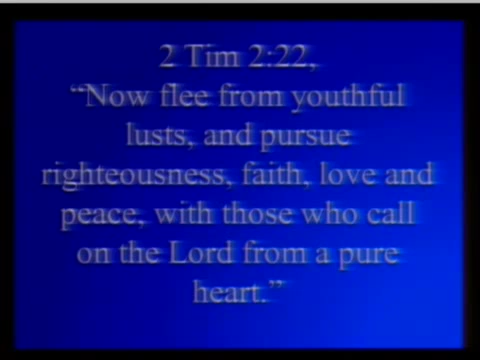 2 Tim 2:22,
“Now flee from youthful
lusts, and pursue
righteousness, faith, love and
peace, with those who call
on the Lord from a pure
heart.”